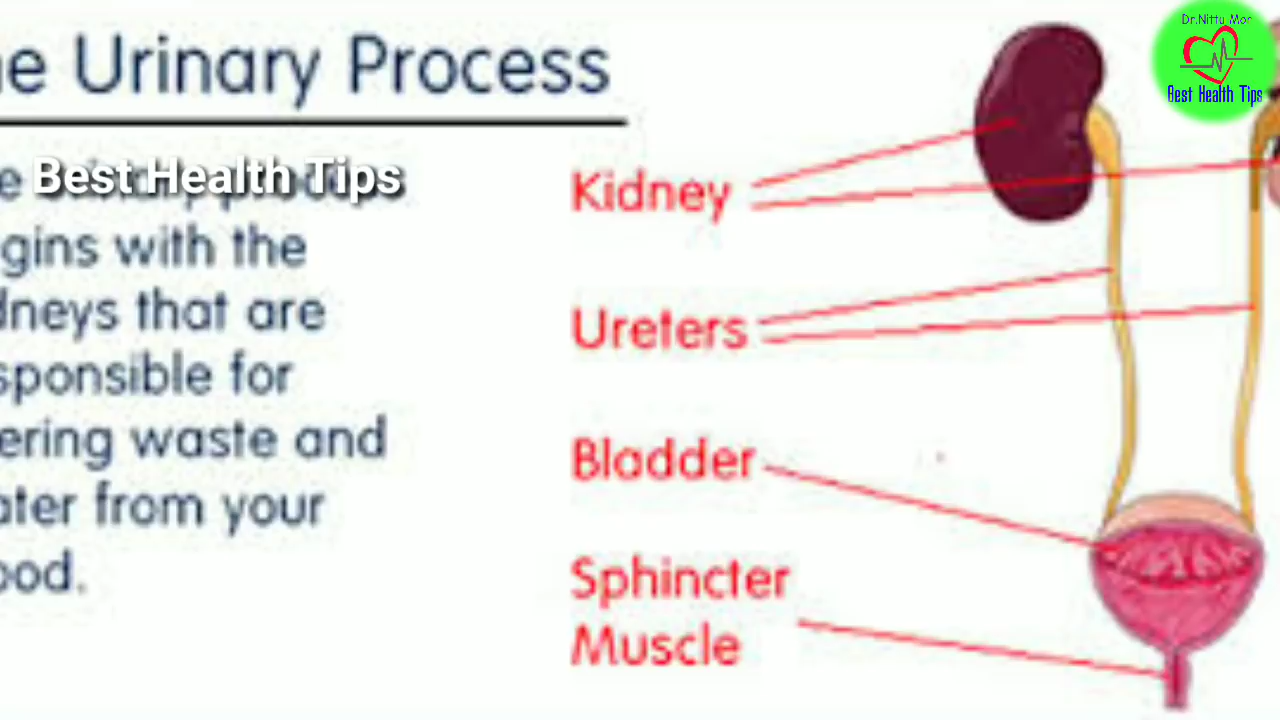 e Urinary Process
Best Health Tips
gins with the
dneys that are
sponsible for
ering waste and
ater from your
ood.
Kidney
Ureters
Bladder
Sphincter
Muscle
Dr.Nittu
Best Health Tips